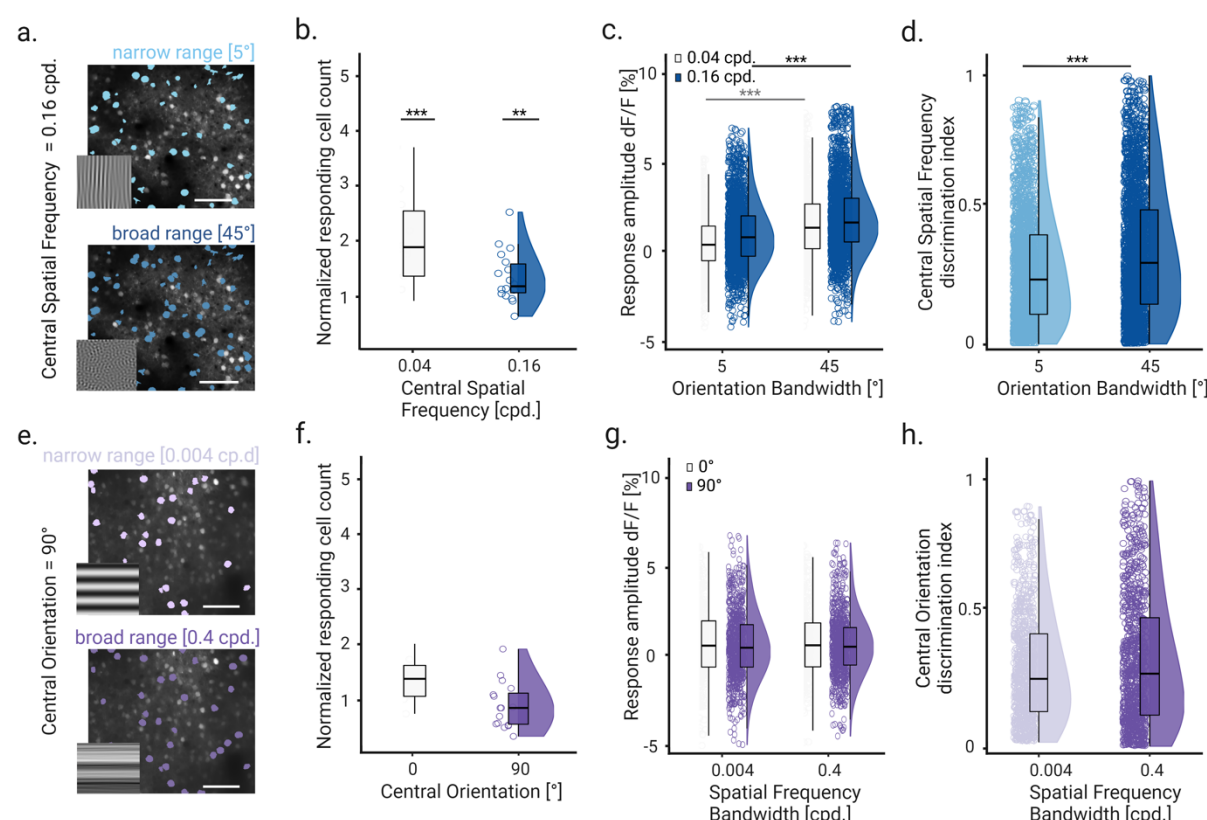 a.
narrow range [5°]
broad range [45°]
Central Spatial Frequency = 0.16 cpd.
b.
Normalized responding cell count
5
4
3
2
1
***
**
0.04
0.16
Central Spatial
Frequency [cpd.]
c.
0.04 cpd.
0.16 cpd.
***
***
Response amplitude dF/F [%]
10
5
0
-5
5
45
Orientation Bandwidth [°]
d.
***
Central Spatial Frequency
discrimination index
1
0.5
0
5
45
Orientation Bandwidth [°]
e.
narrow range [0.004 cp.d]
broad range [0.4 cpd.]
Central Orientation = 90°
f.
Normalized responding cell count
5
4
3
2
1
0
90
Central Orientation [°]
g.
0°
90°
Response amplitude dF/F [%]
10
5
0
-5
0.004
0.4
Spatial Frequency
Bandwidth [cpd.]
h.
Central Orientation
discrimination index
1
0.5
0
0.004
0.4
Spatial Frequency
Bandwidth [cpd.]